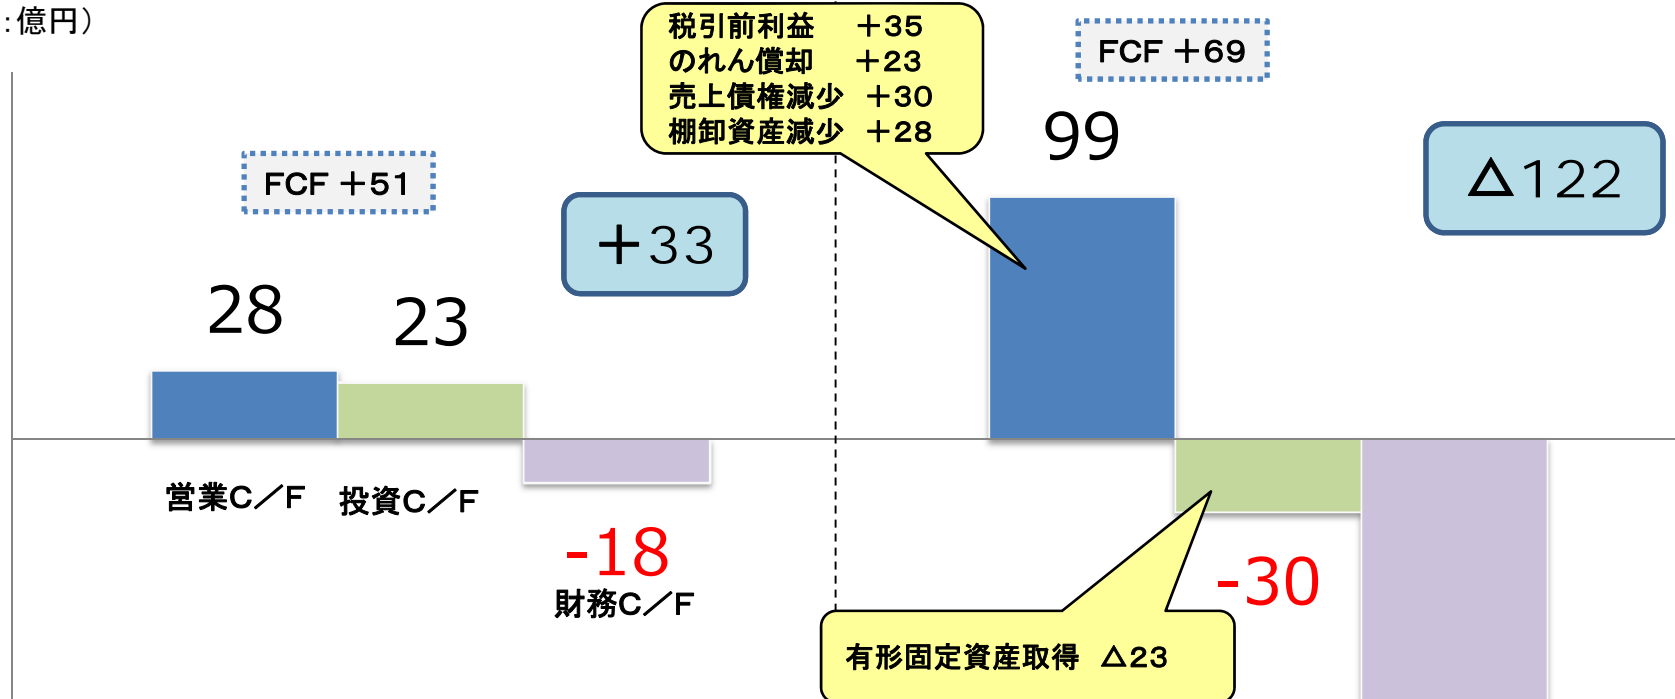 :億円）
税引前利益　＋35
のれん償却　＋23
売上債権減少　＋30
棚卸資産減少　＋28
FCF ＋69
99
△122
FCF ＋51
＋33
28
23
営業C／F
投資C／F
-18
財務C／F
-30
有形固定資産取得　△23